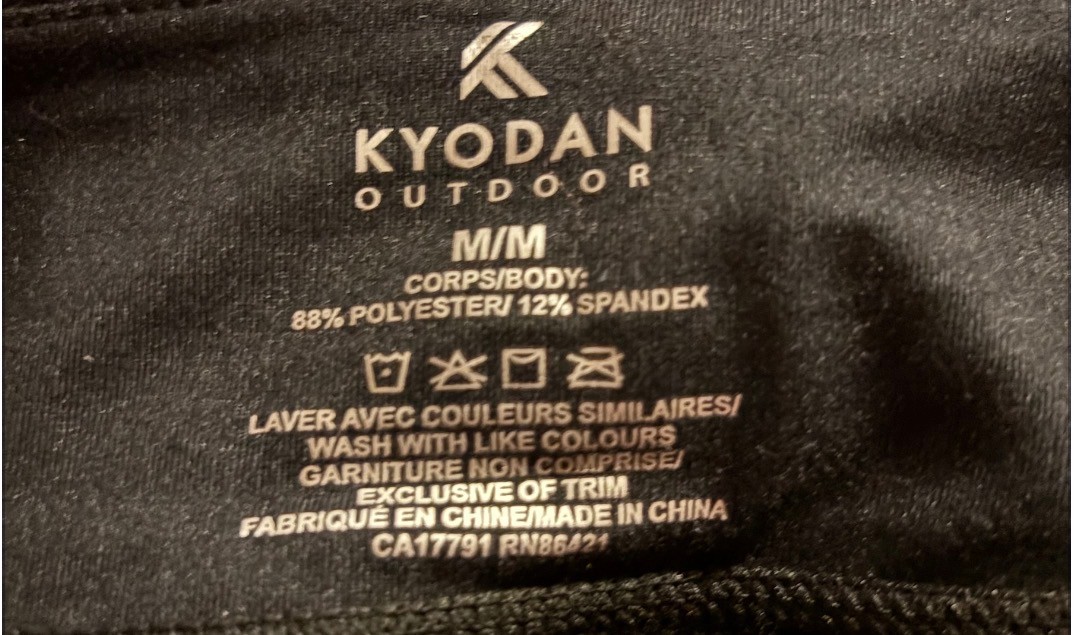 KYODAN
OUTDOOR
M/M
CORPS/BODY:
88% POLYESTER/ 12% SPANDEX
LAVER AVEC COULEURS SIMILAIRES/
WASH WITH LIKE COLOURS
GARNITURE NON COMPRISE/
EXCLUSIVE OF TRIM
FABRIQUÉ EN CHINE/MADE IN CHINA
CA17791 RN86421